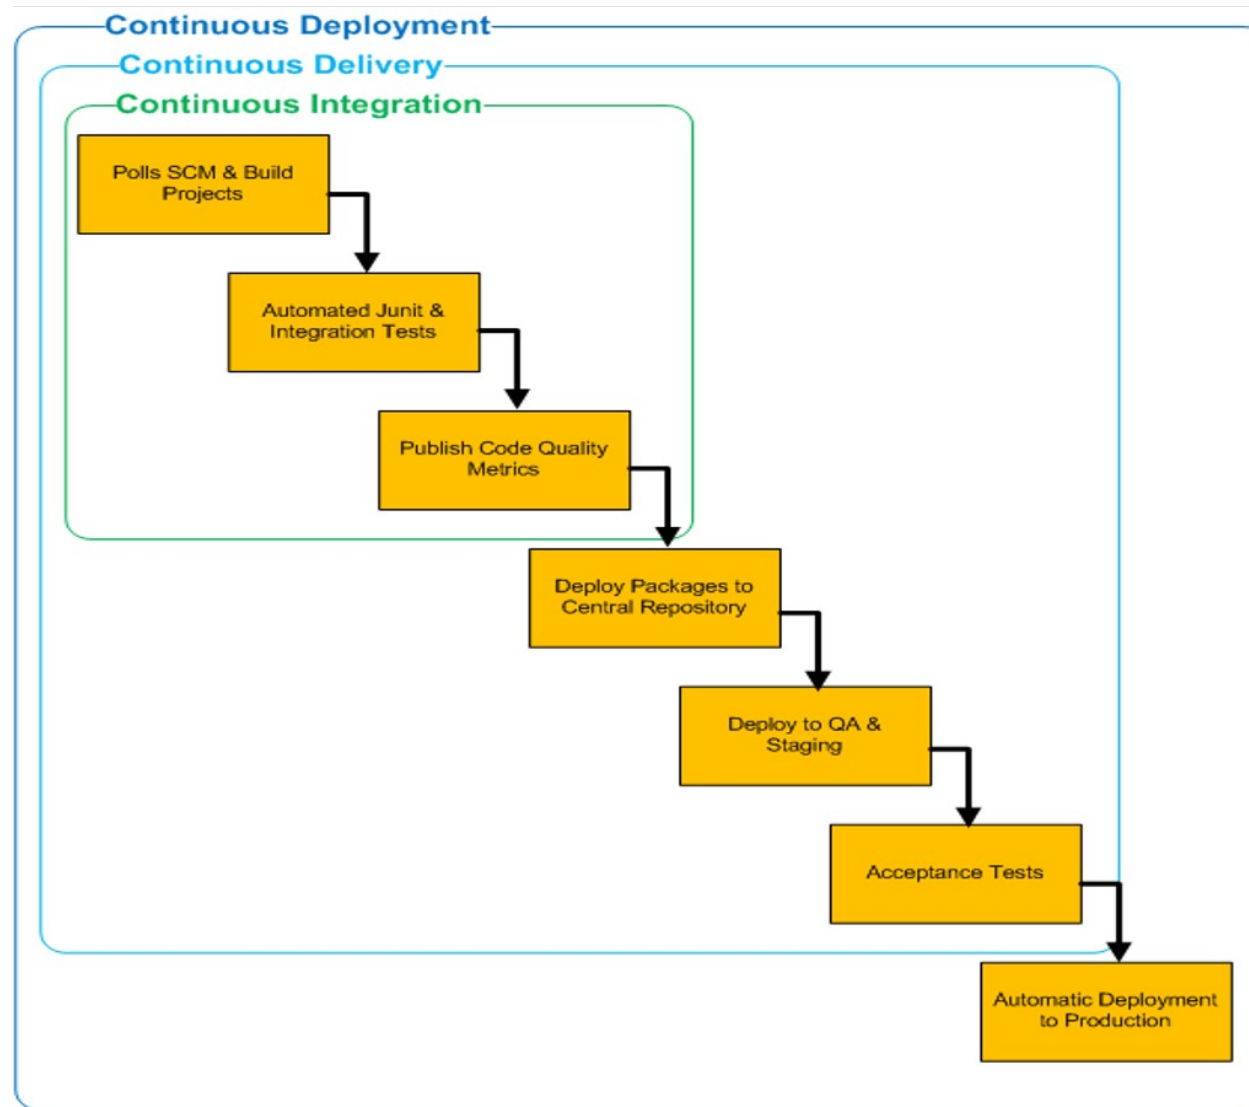 Continuous Deployment
Continuous Delivery
Continuous Integration
Polls SCM & Build
Projects
Automated Junit &
Integration Tests
Publish Code Quality
Metrics
Deploy Packages to
Central Repository
Deploy to QA &
Staging
Acceptance Tests
Automatic Deployment
to Production